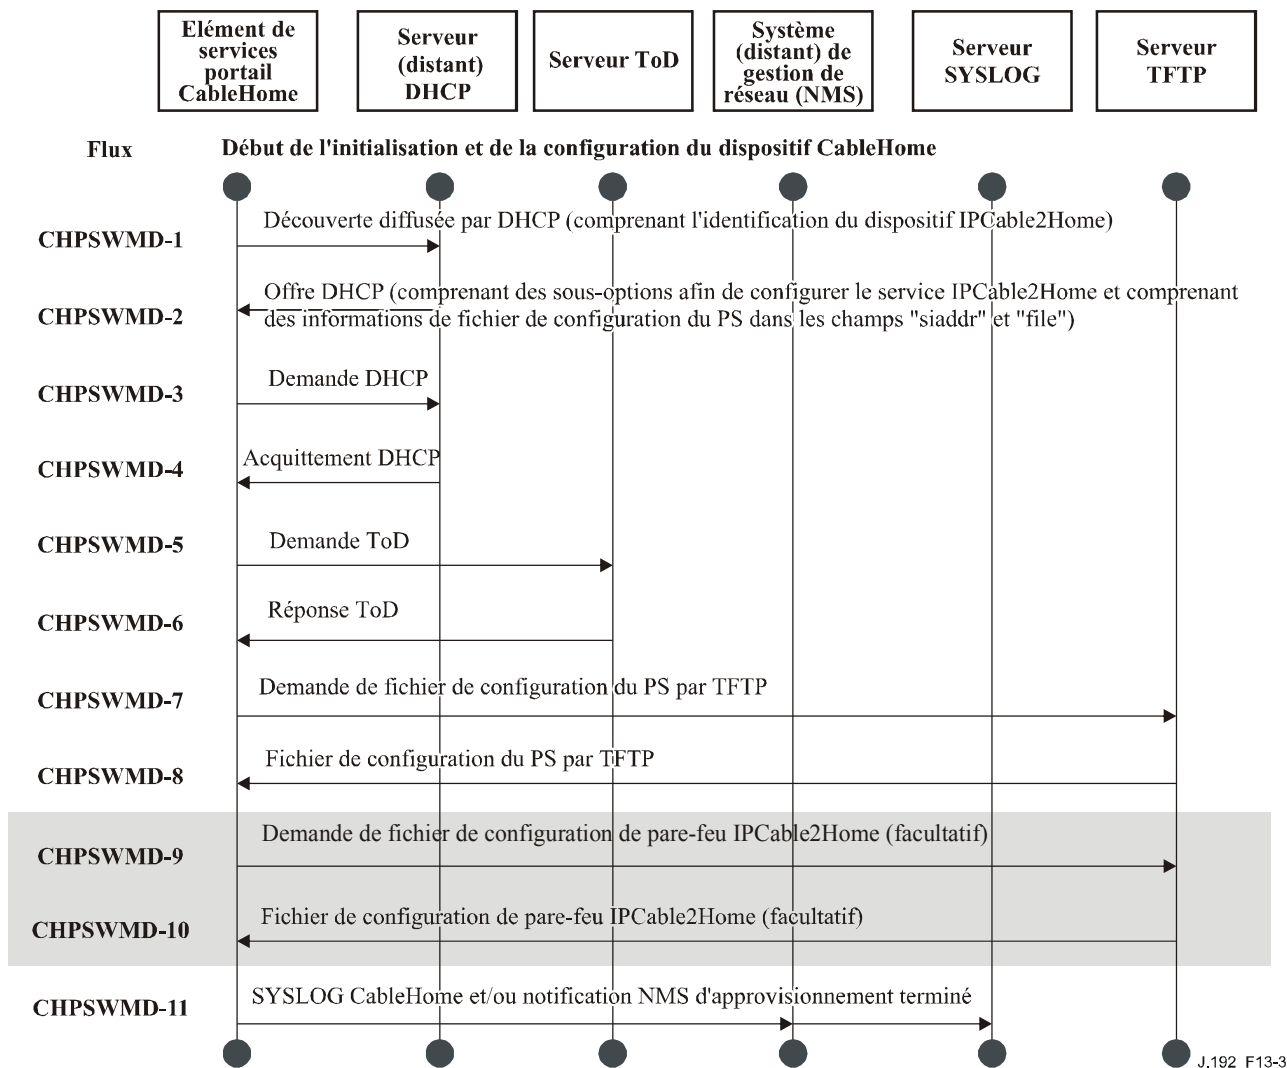 Elément de
services
portail
CableHome
Serveur
(distant)
DHCP
Serveur ToD
Système
(distant) de
gestion de
réseau (NMS)
Serveur
SYSLOG
Serveur
TFTP
Flux
Début de l'initialisation et de la configuration du dispositif CableHome
CHPSWMD-1
Découverte diffusée par DHCP (comprenant l'identification du dispositif IPCable2Home)
CHPSWMD-2
Offre DHCP (comprenant des sous-options afin de configurer le service IPCable2Home et comprenant
des informations de fichier de configuration du PS dans les champs "siaddr" et "file")
CHPSWMD-3
Demande DHCP
CHPSWMD-4
Acquittement DHCP
CHPSWMD-5
Demande ToD
CHPSWMD-6
Réponse ToD
CHPSWMD-7
Demande de fichier de configuration du PS par TFTP
CHPSWMD-8
Fichier de configuration du PS par TFTP
CHPSWMD-9
Demande de fichier de configuration de pare-feu IPCable2Home (facultatif)
CHPSWMD-10
Fichier de configuration de pare-feu IPCable2Home (facultatif)
CHPSWMD-11
SYSLOG CableHome et/ou notification NMS d'approvisionnement terminé
J.192_F13-3